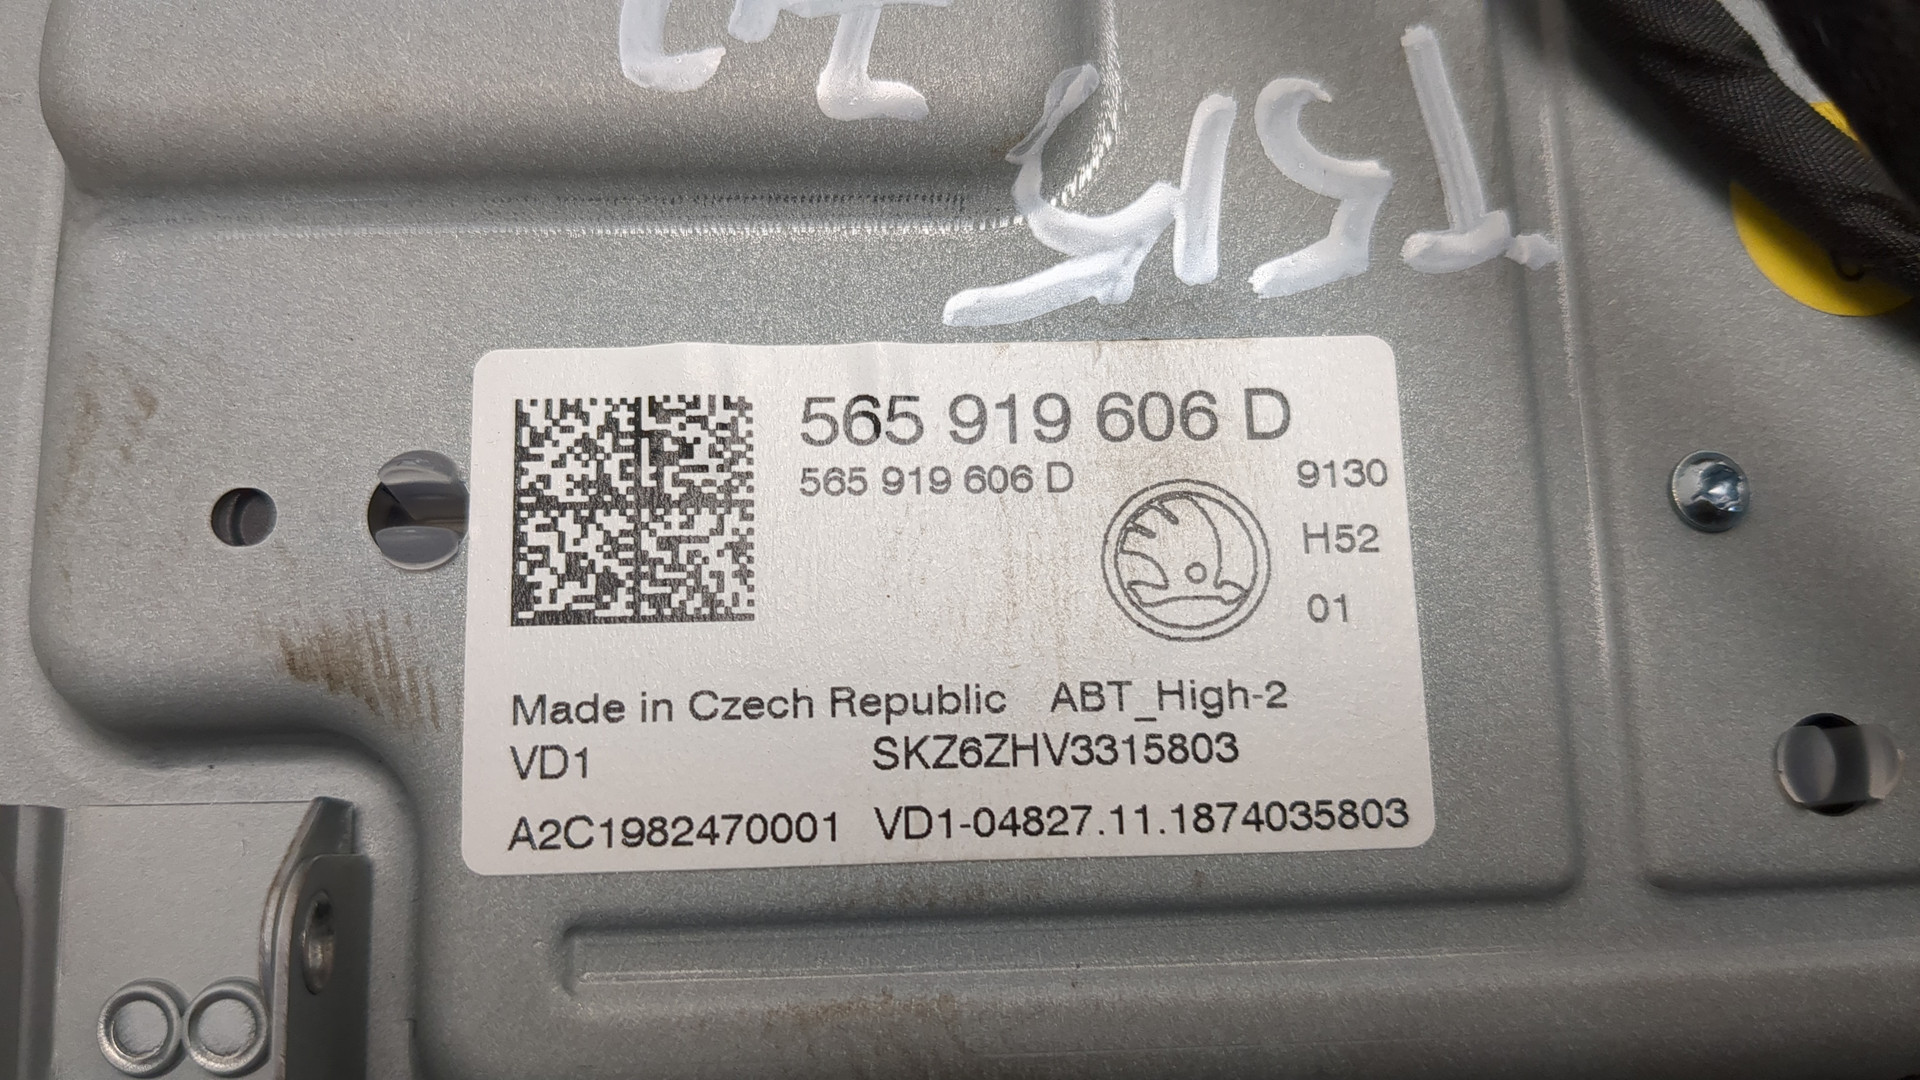 565 919 606 D
565 919 606 D
9130
H52
01
Made in Czech Republic ABT_High-2
VD1 SKZ6ZHV3315803
A2C1982470001 VD1-04827.11.1874035803